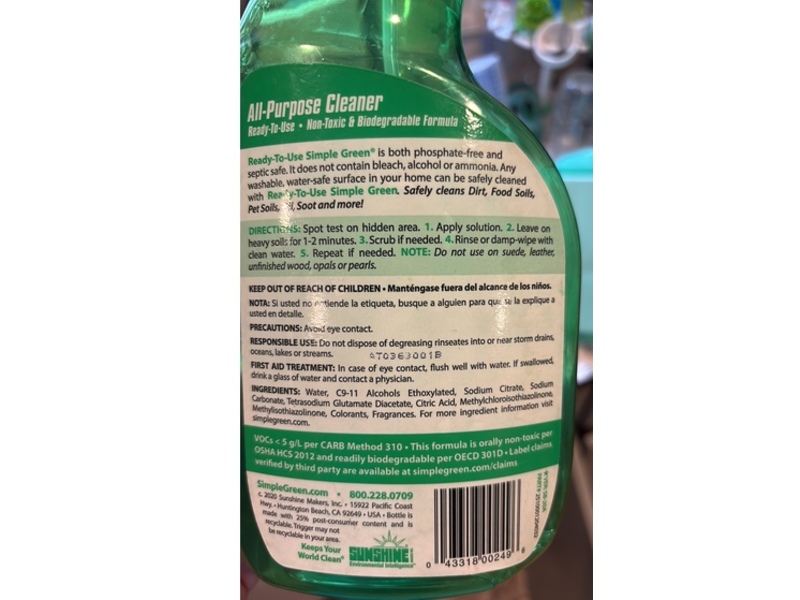 All-Purpose Cleaner
Ready-To-Use • Non-Toxic & Biodegradable Formula
Ready-To-Use Simple Green® is both phosphate-free and
septic safe. It does not contain bleach, alcohol or ammonia. Any
washable, water-safe surface in your home can be safely cleaned
with Ready-To-Use Simple Green. Safely cleans Dirt, Food Soils,
Pet Soils, Oil, Soot and more!
DIRECTIONS: Spot test on hidden area. 1. Apply solution. 2. Leave on
heavy soils for 1-2 minutes. 3. Scrub if needed. 4. Rinse or damp-wipe with
clean water. 5. Repeat if needed. NOTE: Do not use on suede, leather,
unfinished wood, opals or pearls.
KEEP OUT OF REACH OF CHILDREN • Manténgase fuera del alcance de los niños.
NOTA: Si usted no entiende la etiqueta, busque a alguien para que se la explique a
usted en detalle.
PRECAUTIONS: Avoid eye contact.
RESPONSIBLE USE: Do not dispose of degreasing rinseates into or near storm drains,
oceans, lakes or streams. AT0363001B
FIRST AID TREATMENT: In case of eye contact, flush well with water. If swallowed,
drink a glass of water and contact a physician.
INGREDIENTS: Water, C9-11 Alcohols Ethoxylated, Sodium Citrate, Sodium
Carbonate, Tetrasodium Glutamate Diacetate, Citric Acid, Methylchloroisothiazolinone,
Methylisothiazolinone, Colorants, Fragrances. For more ingredient information visit
simplegreen.com.
VOCs < 5 g/L per CARB Method 310 • This formula is orally non-toxic per
OSHA HCS 2012 and readily biodegradable per OECD 301D • Label claims
verified by third party are available at simplegreen.com/claims
SimpleGreen.com • 800.228.0709
c. 2020 Sunshine Makers, Inc. • 15922 Pacific Coast
Hwy. • Huntington Beach, CA 92649 • USA • Bottle is
made with 25% post-consumer content and is
recyclable. Trigger may not
be recyclable in your area.
Keeps Your
World Clean®
SUNSHINE
Environmental Intelligence
0 43318 00249 8